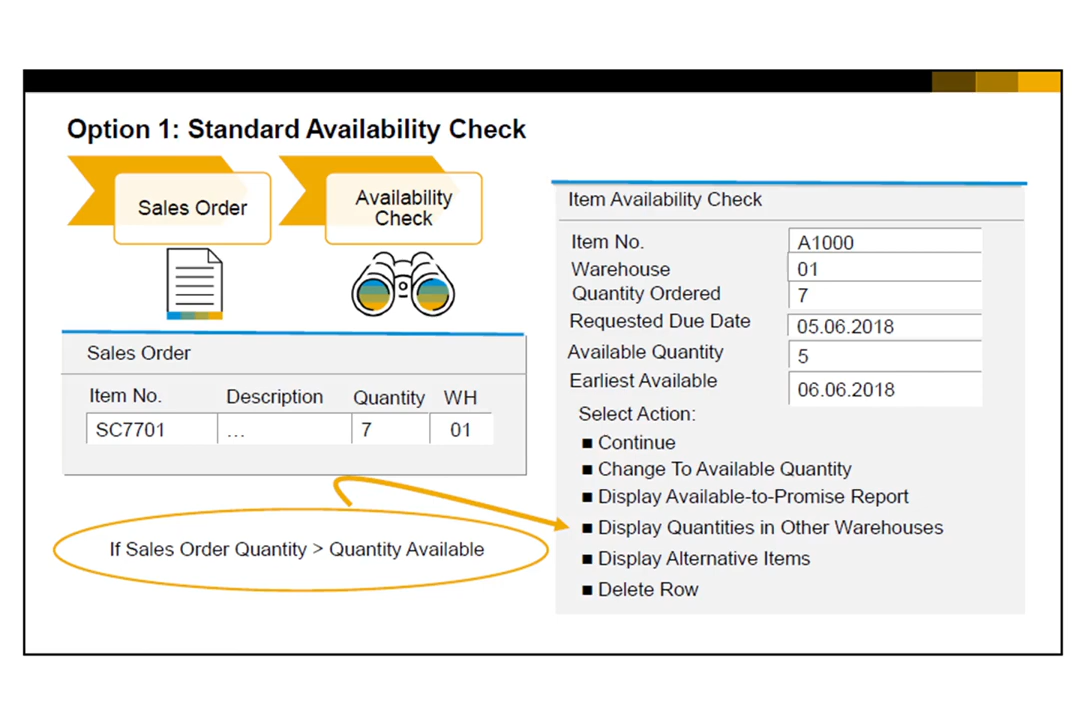 Option 1: Standard Availability Check
Sales Order
Availability
Check
Sales Order
Item No. Description Quantity WH
SC7701 ... 7 01
If Sales Order Quantity > Quantity Available
Item Availability Check
Item No. A1000
Warehouse 01
Quantity Ordered 7
Requested Due Date 05.06.2018
Available Quantity 5
Earliest Available 06.06.2018
Select Action:
■ Continue
■ Change To Available Quantity
■ Display Available-to-Promise Report
■ Display Quantities in Other Warehouses
■ Display Alternative Items
■ Delete Row